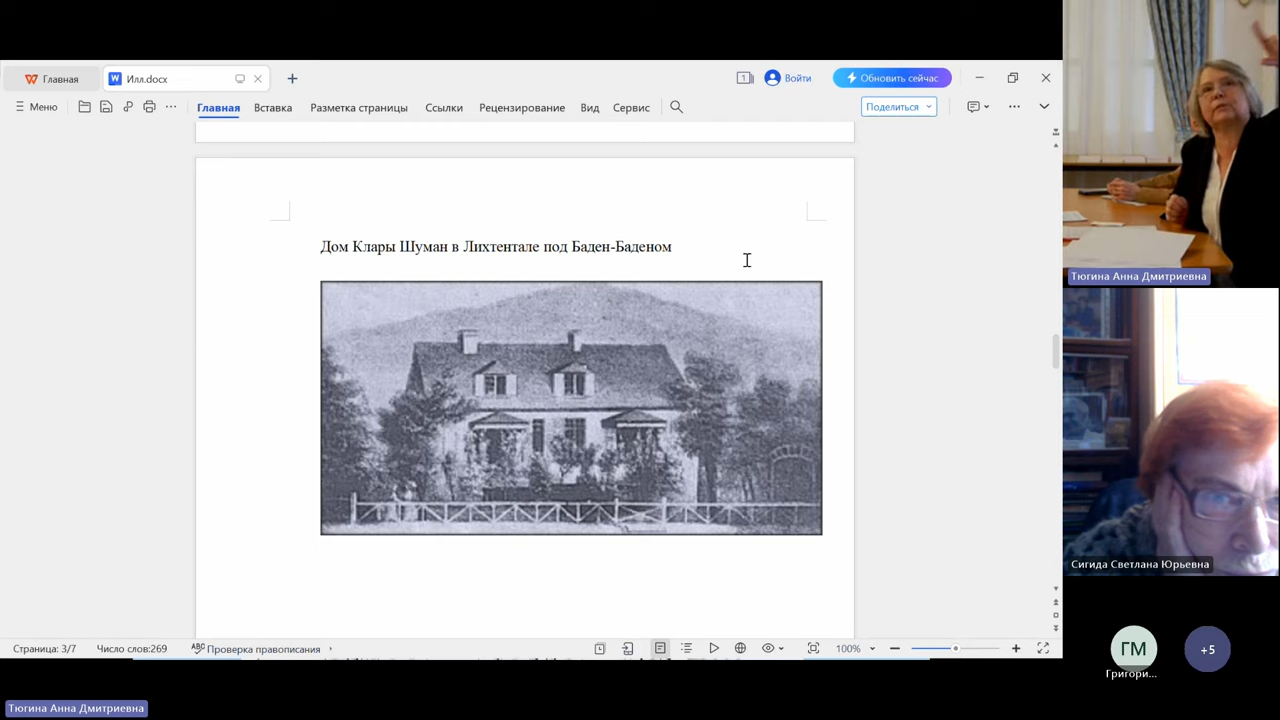 Главная
Илл.docx
1
Войти
Обновить сейчас
Меню
Главная
Вставка
Разметка страницы
Ссылки
Рецензирование
Вид
Сервис
Поделиться
Дом Клары Шуман в Лихтентале под Баден-Баденом
Страница: 3/7
Число слов:269
Проверка правописания
100%
Тюгина Анна Дмитриевна
Сигида Светлана Юрьевна
ГМ
Григори...
+5
Тюгина Анна Дмитриевна